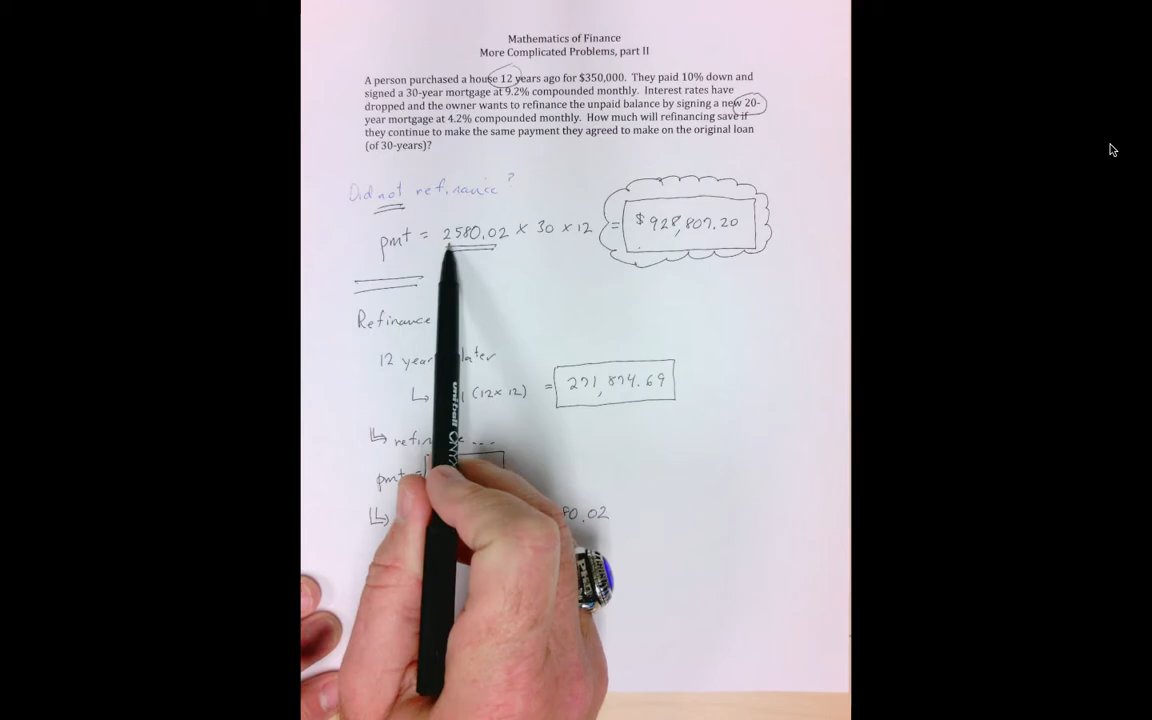 Mathematics of Finance
More Complicated Problems, part II
A person purchased a house 12 years ago for $350,000. They paid 10% down and
signed a 30-year mortgage at 9.2% compounded monthly. Interest rates have
dropped and the owner wants to refinance the unpaid balance by signing a new 20-
year mortgage at 4.2% compounded monthly. How much will refinancing save if
they continue to make the same payment they agreed to make on the original loan
(of 30-years)?
Did not refinance?
pmt = 2580.02 × 30 × 12 = $928,807.20
Refinance
12 later
(12×12) = 271,874.69
pmt =
uniball ONYX